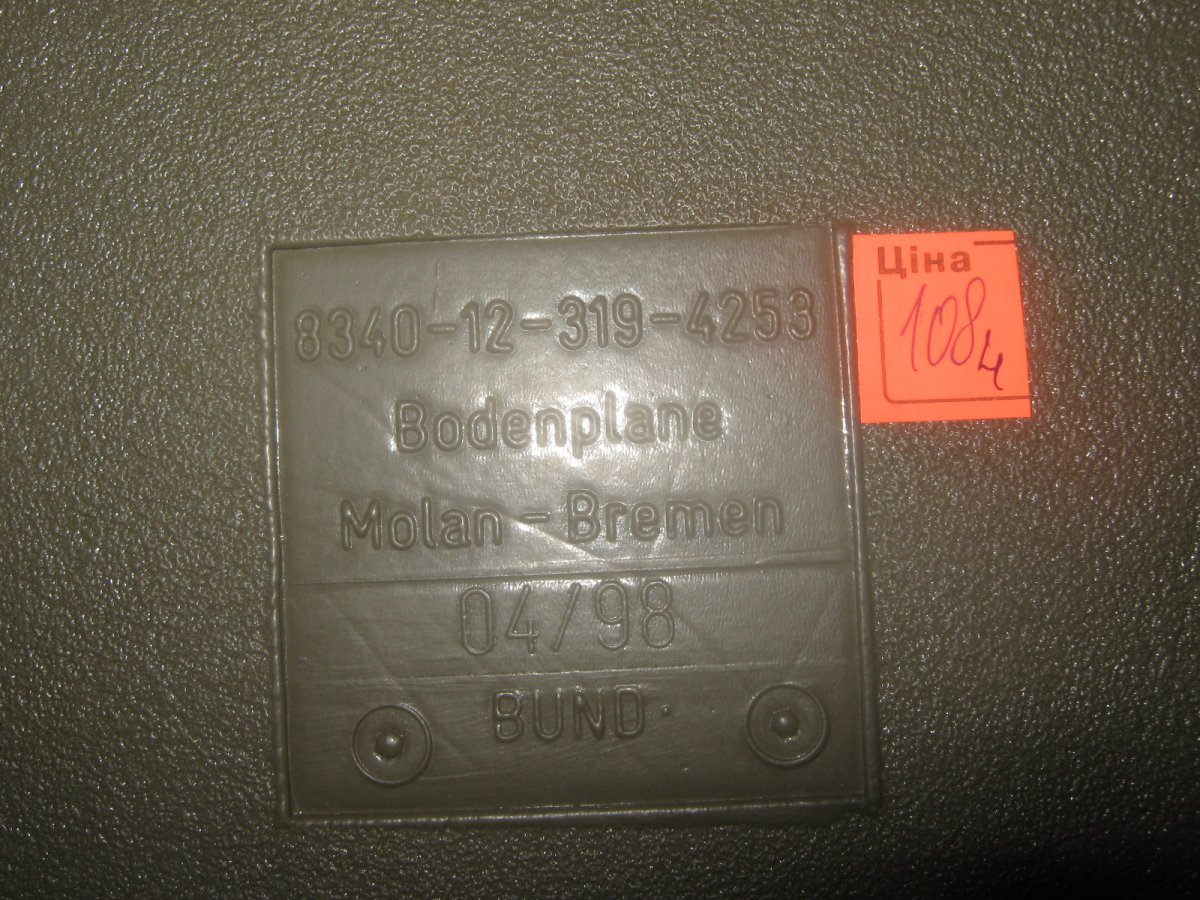 8340-12-319-4253
Bodenplane
Molan - Bremen
04/98
BUND
Ціна
108